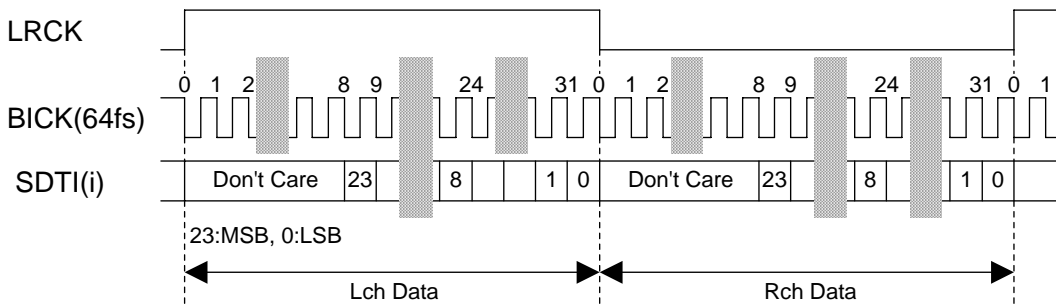 LRCK
0 1 2 8 9 24 31 0 1 2 8 9 24 31 0 1
BICK(64fs)
SDTI(i) Don't Care 23 8 1 0 Don't Care 23 8 1 0
23:MSB, 0:LSB
Lch Data Rch Data